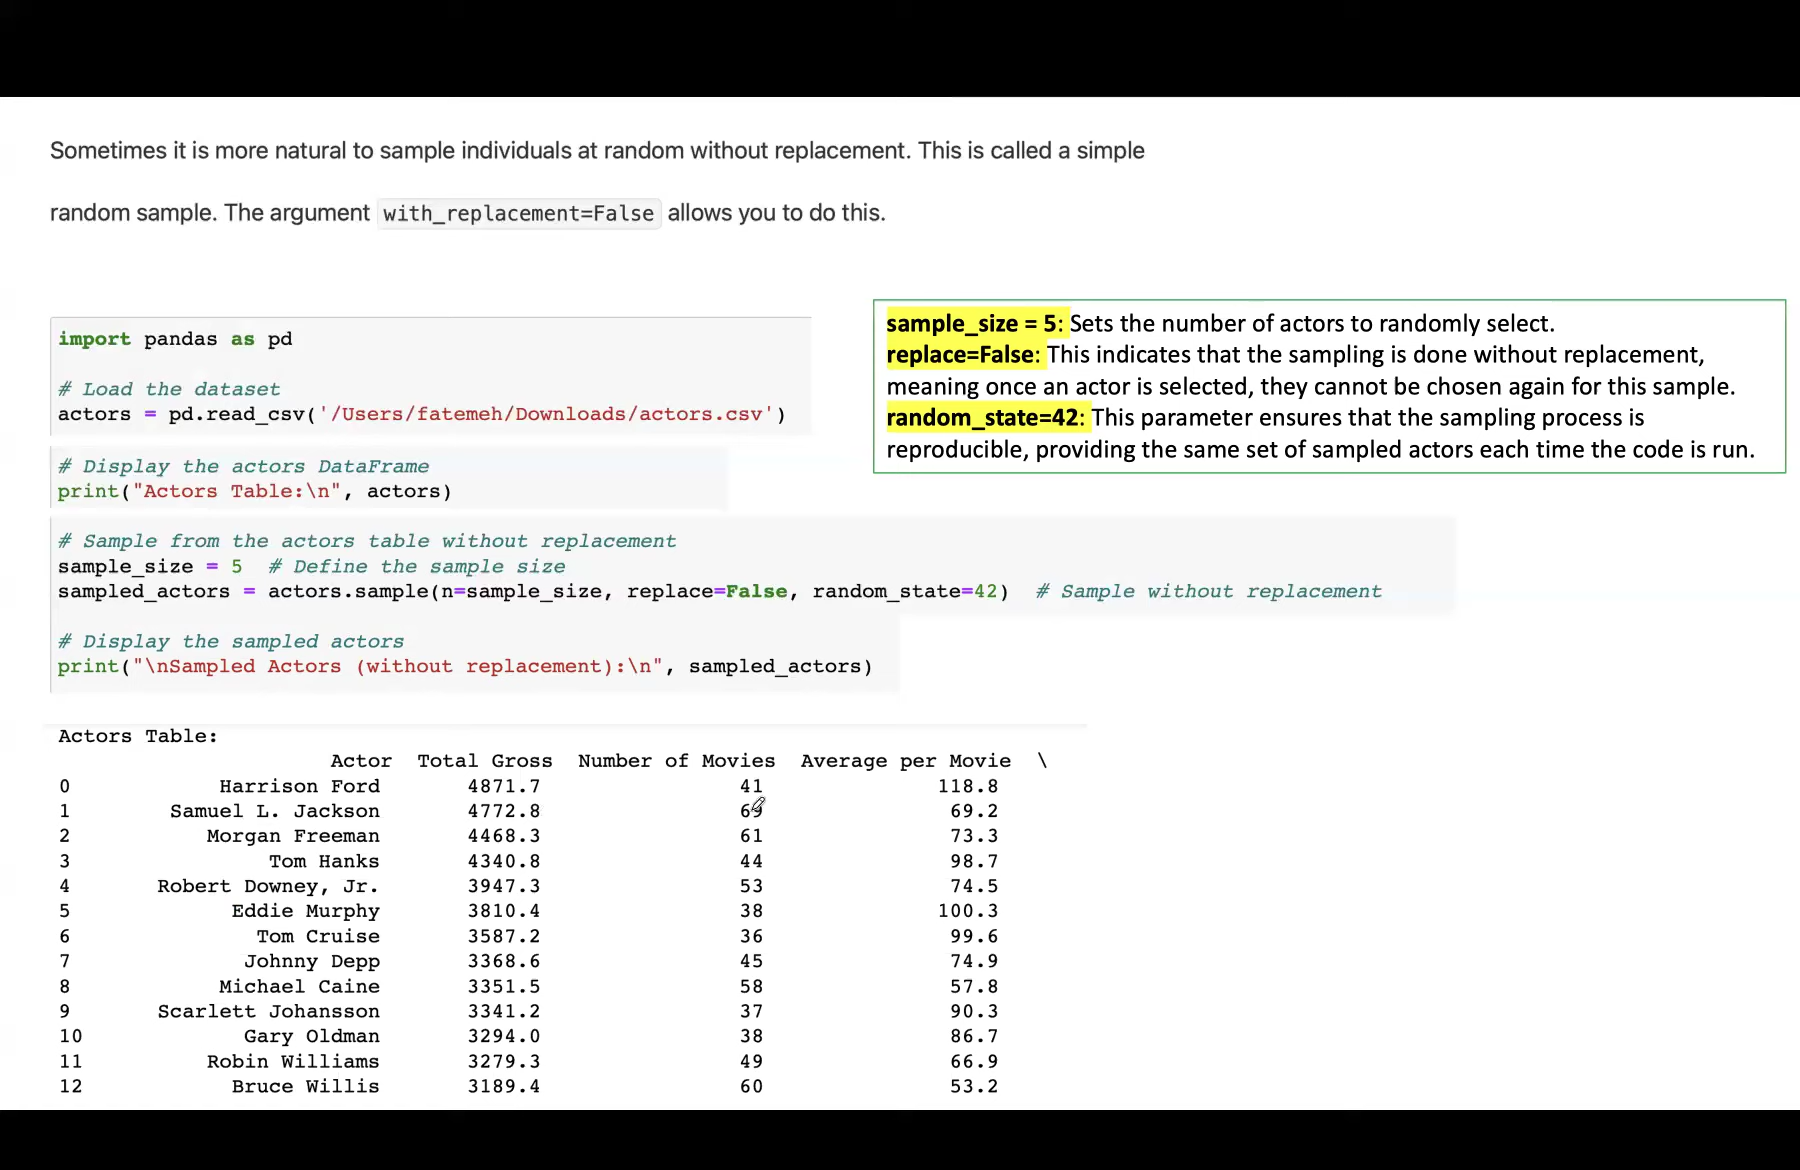 Sometimes it is more natural to sample individuals at random without replacement. This is called a simple
random sample. The argument with_replacement=False allows you to do this.
import pandas as pd
# Load the dataset
actors = pd.read_csv('/Users/fatemeh/Downloads/actors.csv')
# Display the actors DataFrame
print("Actors Table:\n", actors)
sample_size = 5: Sets the number of actors to randomly select.
replace=False: This indicates that the sampling is done without replacement,
meaning once an actor is selected, they cannot be chosen again for this sample.
random_state=42: This parameter ensures that the sampling process is
reproducible, providing the same set of sampled actors each time the code is run.
# Sample from the actors table without replacement
sample_size = 5  # Define the sample size
sampled_actors = actors.sample(n=sample_size, replace=False, random_state=42)  # Sample without replacement
# Display the sampled actors
print("\nSampled Actors (without replacement):\n", sampled_actors)
Actors Table:
Actor  Total Gross  Number of Movies  Average per Movie  \
0  Harrison Ford  4871.7  41  118.8
1  Samuel L. Jackson  4772.8  69  69.2
2  Morgan Freeman  4468.3  61  73.3
3  Tom Hanks  4340.8  44  98.7
4  Robert Downey, Jr.  3947.3  53  74.5
5  Eddie Murphy  3810.4  38  100.3
6  Tom Cruise  3587.2  36  99.6
7  Johnny Depp  3368.6  45  74.9
8  Michael Caine  3351.5  58  57.8
9  Scarlett Johansson  3341.2  37  90.3
10  Gary Oldman  3294.0  38  86.7
11  Robin Williams  3279.3  49  66.9
12  Bruce Willis  3189.4  60  53.2